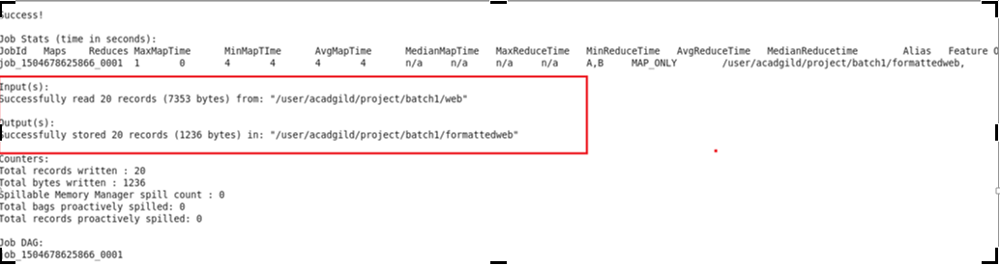 Success!
Job Stats (time in seconds):
JobId Maps Reduces MaxMapTime MinMapTIme AvgMapTime MedianMapTime MaxReduceTime MinReduceTime AvgReduceTime MedianReducetime Alias Feature O
job_1504678625866_0001 1 0 4 4 4 4 n/a n/a n/a n/a A,B MAP_ONLY /user/acadgild/project/batch1/formattedweb,
Input(s):
Successfully read 20 records (7353 bytes) from: "/user/acadgild/project/batch1/web"
Output(s):
Successfully stored 20 records (1236 bytes) in: "/user/acadgild/project/batch1/formattedweb"
Counters:
Total records written : 20
Total bytes written : 1236
Spillable Memory Manager spill count : 0
Total bags proactively spilled: 0
Total records proactively spilled: 0
Job DAG:
job_1504678625866_0001